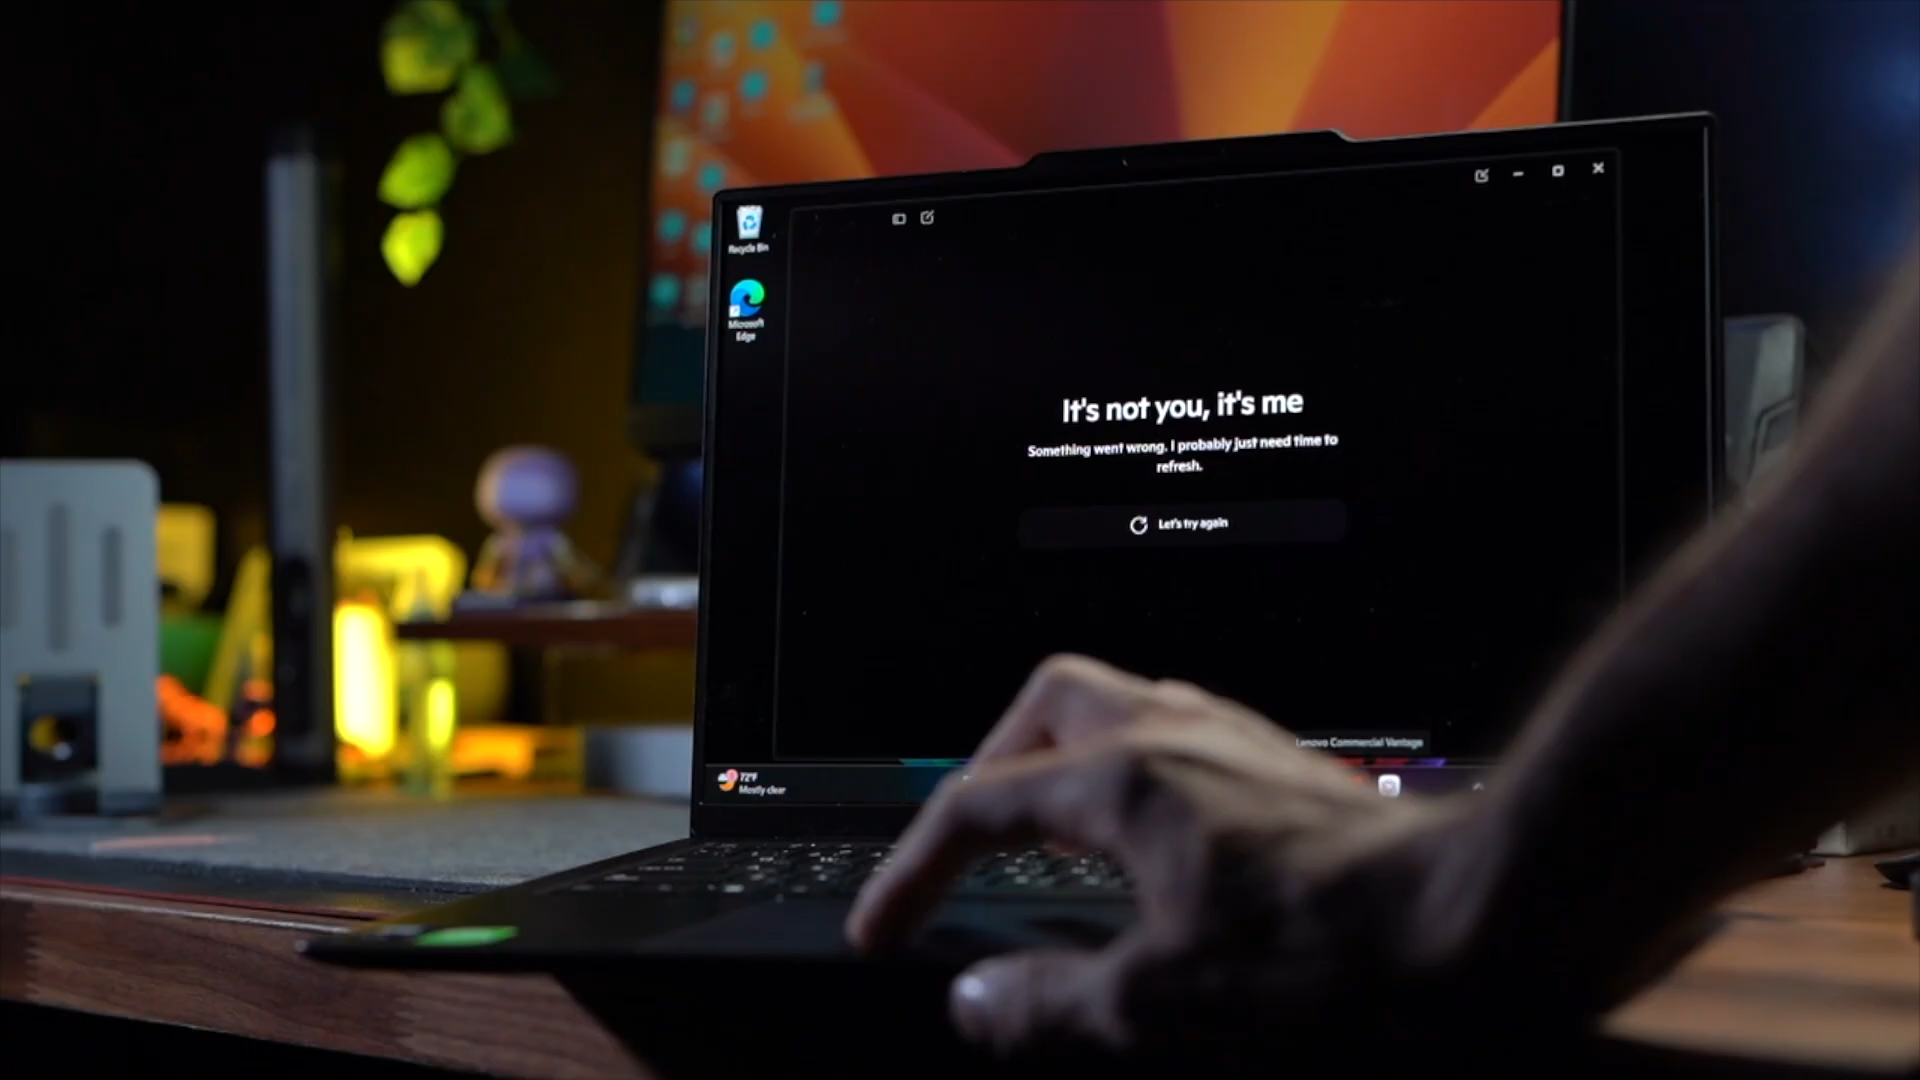 Recycle Bin
Microsoft
Edge
It's not you, it's me
Something went wrong. I probably just need time to
refresh.
Let's try again
Lenovo Commercial Vantage
72°F
Mostly clear